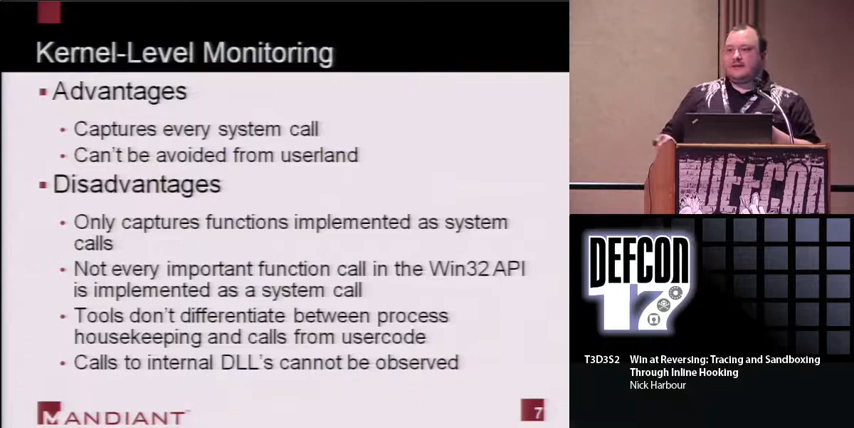 Kernel-Level Monitoring
▪ Advantages
• Captures every system call
• Can't be avoided from userland
▪ Disadvantages
• Only captures functions implemented as system
calls
• Not every important function call in the Win32 API
is implemented as a system call
• Tools don't differentiate between process
housekeeping and calls from usercode
• Calls to internal DLL's cannot be observed
MANDIANT
7
DEFCON
DEFCON
17
T3D3S2 Win at Reversing: Tracing and Sandboxing
Through Inline Hooking
Nick Harbour